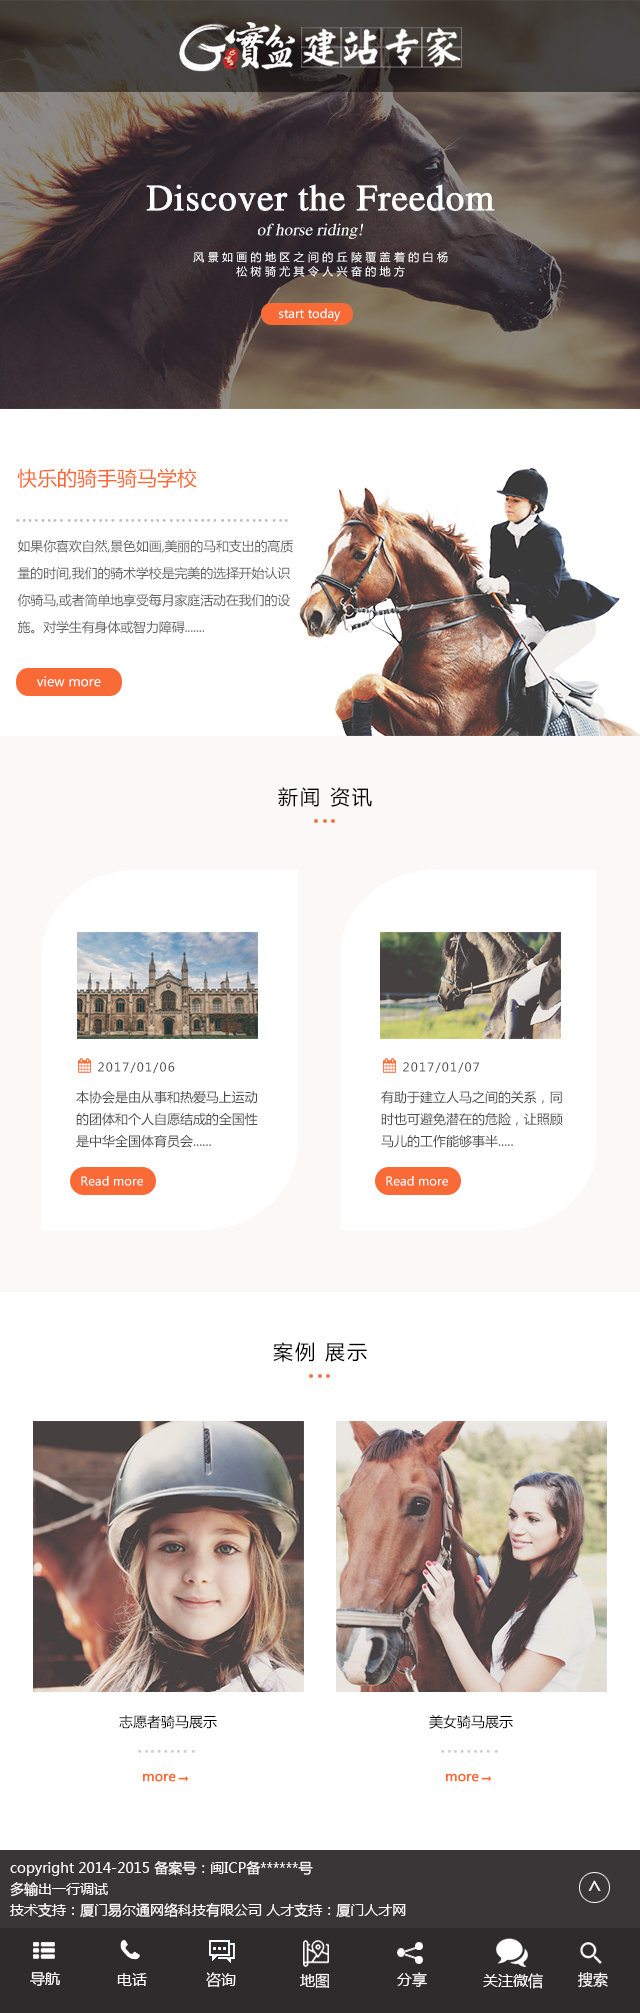 G寶盆建站专家
Discover the Freedom
of horse riding!
风景如画的地区之间的丘陵覆盖着的白杨
松树骑尤其令人兴奋的地方
start today
快乐的骑手骑马学校
如果你喜欢自然,景色如画,美丽的马和支出的高质
量的时间,我们的骑术学校是完美的选择开始认识
你骑马,或者简单地享受每月家庭活动在我们的设
施。对学生有身体或智力障碍.......
view more
新闻 资讯
2017/01/06
本协会是由从事和热爱马上运动
的团体和个人自愿结成的全国性
是中华全国体育员会......
Read more
2017/01/07
有助于建立人马之间的关系，同
时也可避免潜在的危险，让照顾
马儿的工作能够事半.....
Read more
案例 展示
志愿者骑马展示
more→
美女骑马展示
more→
copyright 2014-2015 备案号：闽ICP备******号
多输出一行调试
技术支持：厦门易尔通网络科技有限公司 人才支持：厦门人才网
导航 电话 咨询 地图 分享 关注微信 搜索